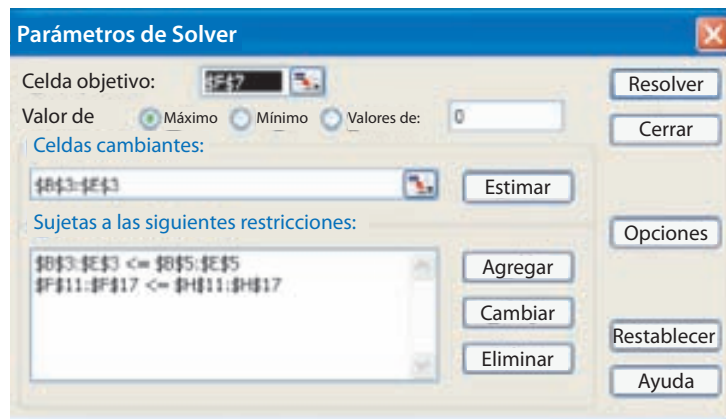 Parámetros de Solver
Celda objetivo: $F$7 Resolver
Valor de Máximo Mínimo Valores de: 0 Cerrar
Celdas cambiantes:
$B$3:$E$3 Estimar
Sujetas a las siguientes restricciones: Opciones
$B$3:$E$3 <= $B$5:$E$5 Agregar
$F$11:$F$17 <= $H$11:$H$17
Cambiar
Restablecer
Eliminar
Ayuda